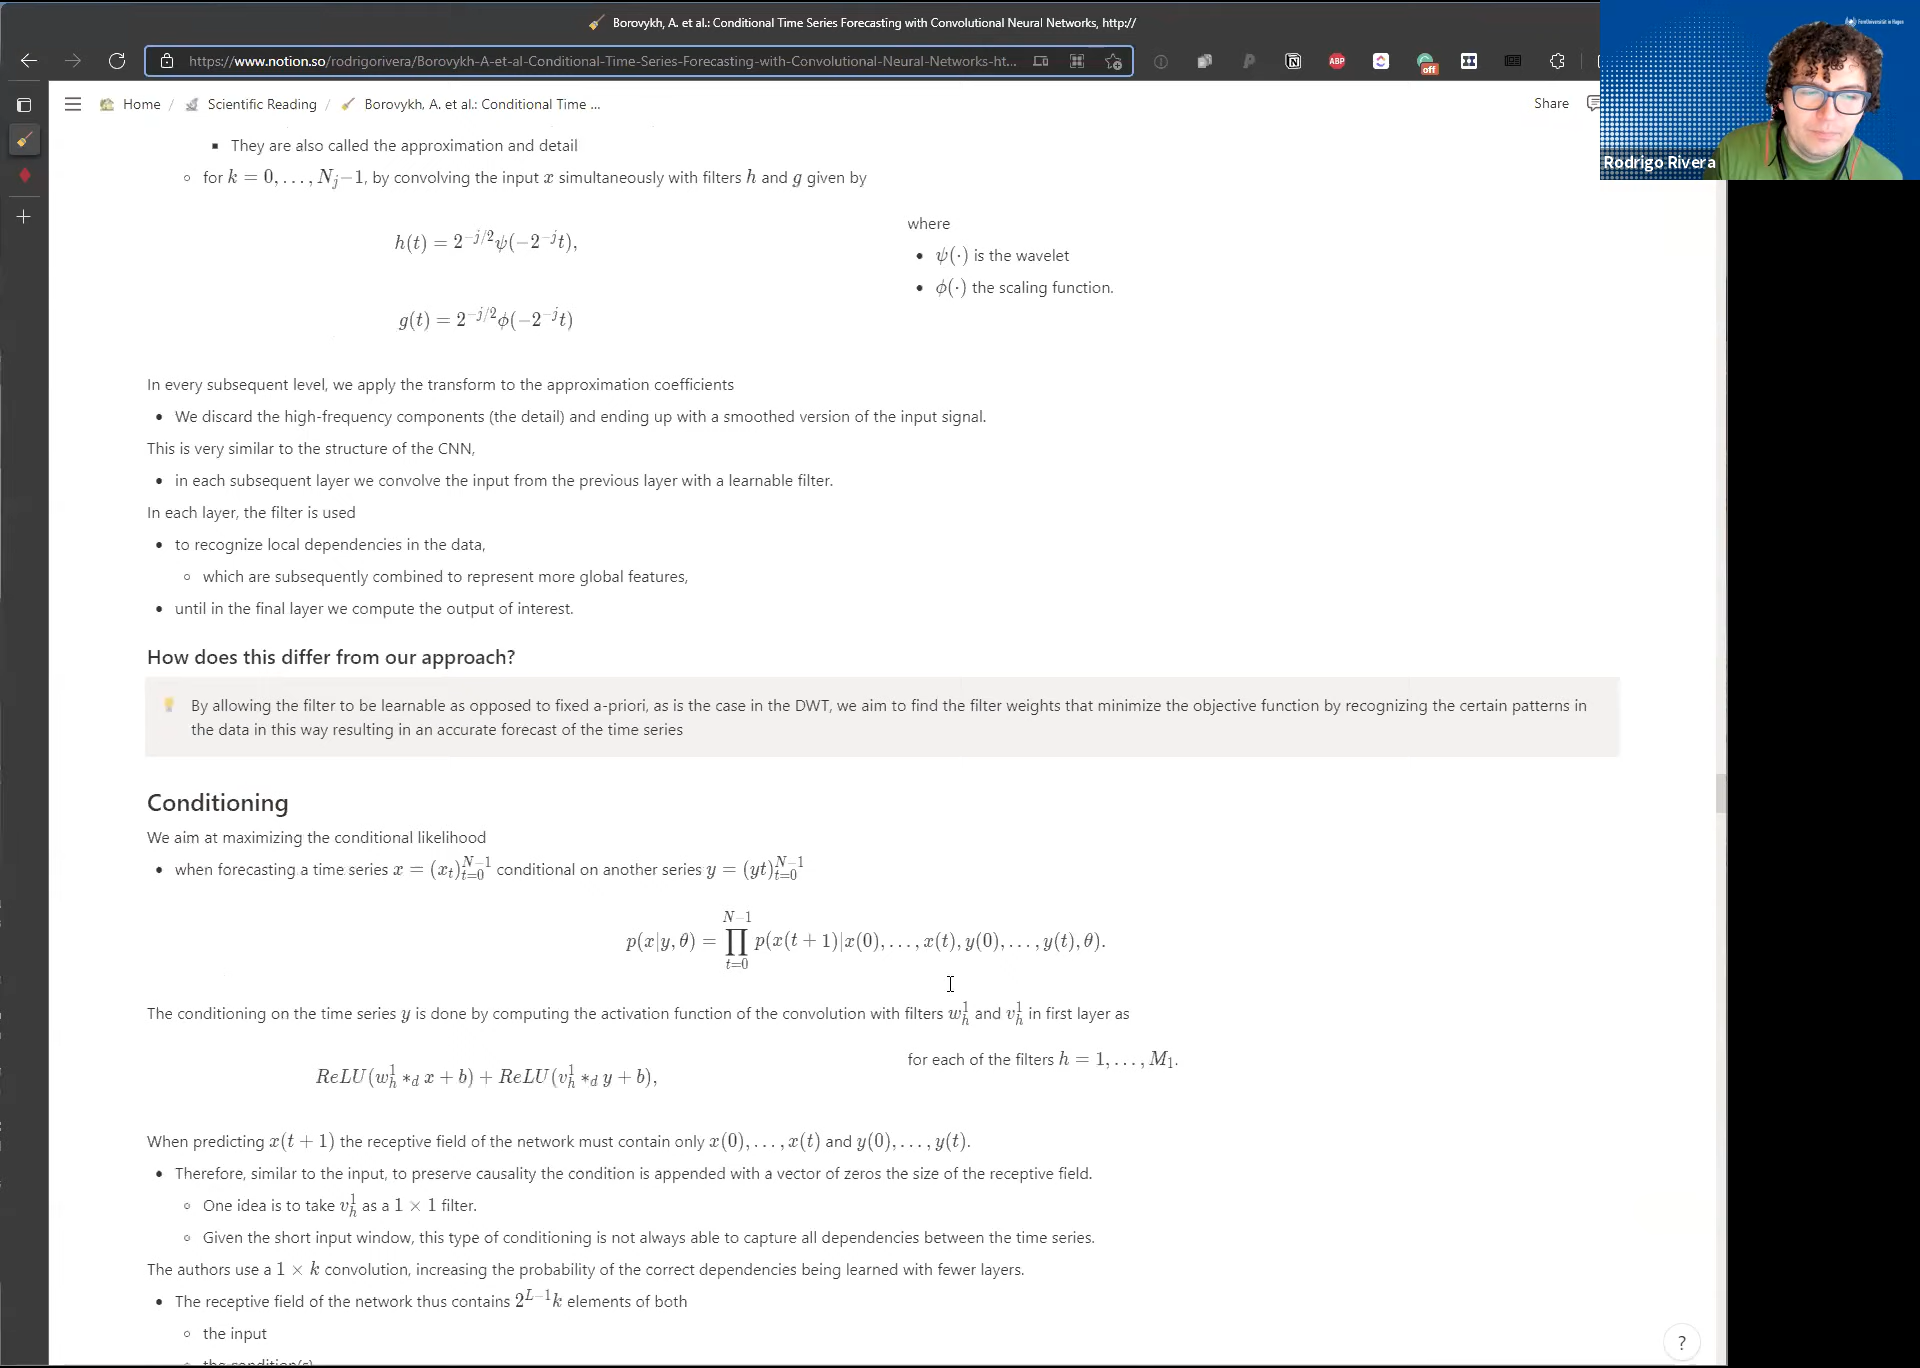 Borovykh, A. et al.: Conditional Time Series Forecasting with Convolutional Neural Networks, http://
https://www.notion.so/rodrigorivera/Borovykh-A-et-al-Conditional-Time-Series-Forecasting-with-Convolutional-Neural-Networks-ht...
ABP
off
Home / Scientific Reading / Borovykh, A. et al.: Conditional Time ...
Share
Rodrigo Rivera
They are also called the approximation and detail
for k = 0, . . . , N_j−1, by convolving the input x simultaneously with filters h and g given by
h(t) = 2^{−j/2}ψ(−2^{−j}t),
g(t) = 2^{−j/2}ϕ(−2^{−j}t)
where
ψ(·) is the wavelet
ϕ(·) the scaling function.
In every subsequent level, we apply the transform to the approximation coefficients
We discard the high-frequency components (the detail) and ending up with a smoothed version of the input signal.
This is very similar to the structure of the CNN,
in each subsequent layer we convolve the input from the previous layer with a learnable filter.
In each layer, the filter is used
to recognize local dependencies in the data,
which are subsequently combined to represent more global features,
until in the final layer we compute the output of interest.
How does this differ from our approach?
By allowing the filter to be learnable as opposed to fixed a-priori, as is the case in the DWT, we aim to find the filter weights that minimize the objective function by recognizing the certain patterns in
the data in this way resulting in an accurate forecast of the time series
Conditioning
We aim at maximizing the conditional likelihood
when forecasting a time series x = (x_t)_{t=0}^{N−1} conditional on another series y = (yt)_{t=0}^{N−1}
p(x|y, θ) = ∏_{t=0}^{N−1} p(x(t + 1)|x(0), . . . , x(t), y(0), . . . , y(t), θ).
The conditioning on the time series y is done by computing the activation function of the convolution with filters w_h^1 and v_h^1 in first layer as
ReLU(w_h^1 *_d x + b) + ReLU(v_h^1 *_d y + b),
for each of the filters h = 1, . . . , M_1.
When predicting x(t + 1) the receptive field of the network must contain only x(0), . . . , x(t) and y(0), . . . , y(t).
Therefore, similar to the input, to preserve causality the condition is appended with a vector of zeros the size of the receptive field.
One idea is to take v_h^1 as a 1 × 1 filter.
Given the short input window, this type of conditioning is not always able to capture all dependencies between the time series.
The authors use a 1 × k convolution, increasing the probability of the correct dependencies being learned with fewer layers.
The receptive field of the network thus contains 2^{L−1}k elements of both
the input
the condition(s)
?